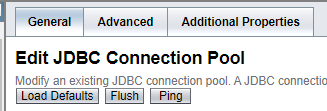 General Advanced Additional Properties
Edit JDBC Connection Pool
Modify an existing JDBC connection pool. A JDBC
Load Defaults Flush Ping